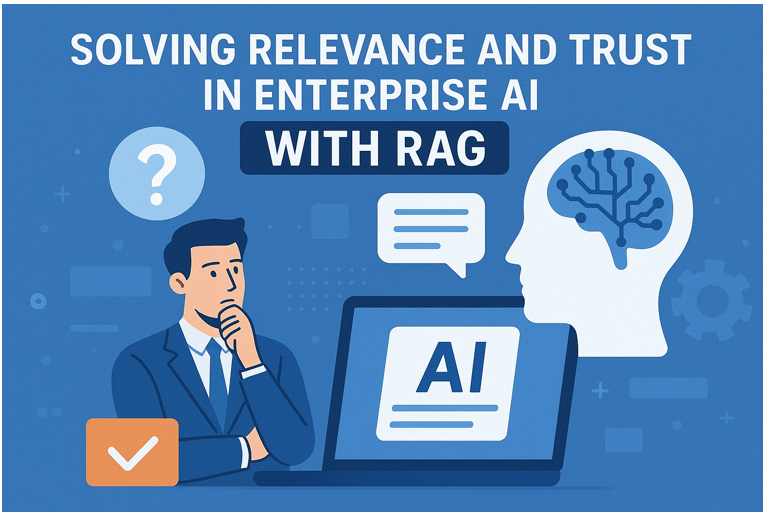 SOLVING RELEVANCE AND TRUST
IN ENTERPRISE AI
WITH RAG
?
AI